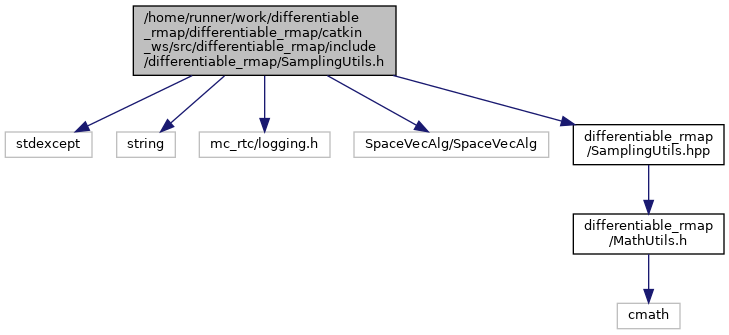 /home/runner/work/differentiable
_rmap/differentiable_rmap/catkin
_ws/src/differentiable_rmap/include
/differentiable_rmap/SamplingUtils.h
stdexcept
string
mc_rtc/logging.h
SpaceVecAlg/SpaceVecAlg
differentiable_rmap
/SamplingUtils.hpp
differentiable_rmap
/MathUtils.h
cmath